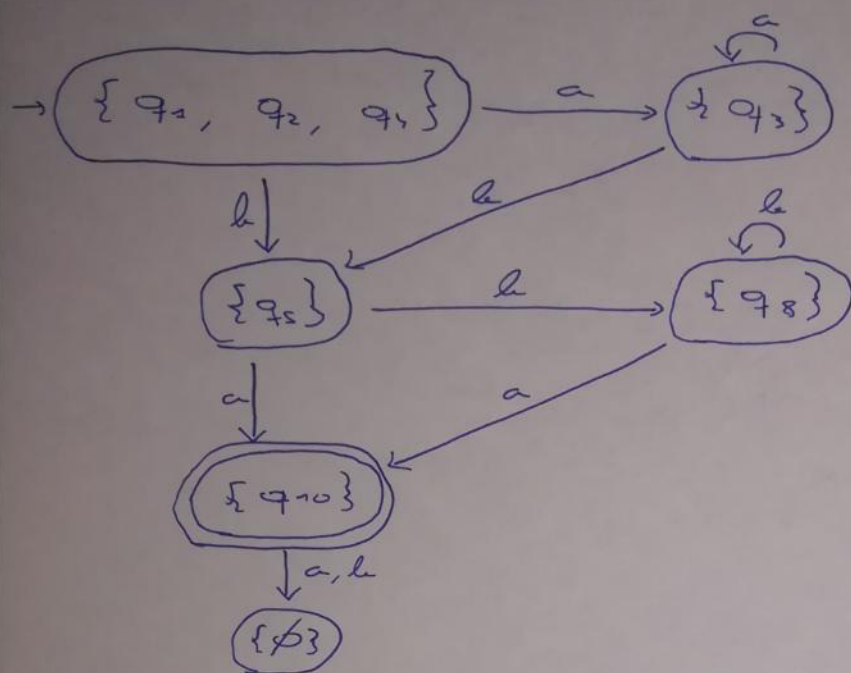 a
→ { q₁, q₂, q₄ } a { q₃ }
b b b
{ q₅ } b { q₈ }
a a
{ q₁₀ }
a, b
{ ∅ }